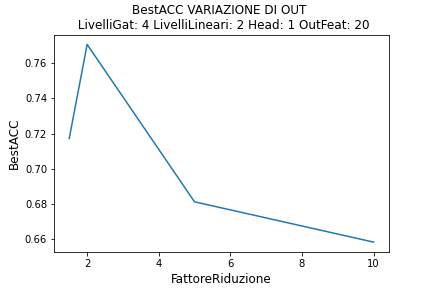 BestACC VARIAZIONE DI OUT
LivelliGat: 4 LivelliLineari: 2 Head: 1 OutFeat: 20
0.76
0.74
0.72
0.70
0.68
0.66
BestACC
2 4 6 8 10
FattoreRiduzione